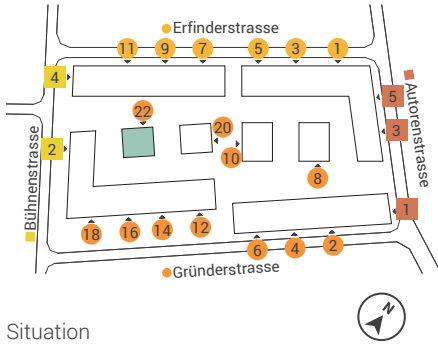 Erfinderstrasse
11 9 7 5 3 1
4
5
Autorenstrasse
22
20
3
2
10
8
Bühnenstrasse
1
18 16 14 12
6 4 2
Gründerstrasse
N
Situation